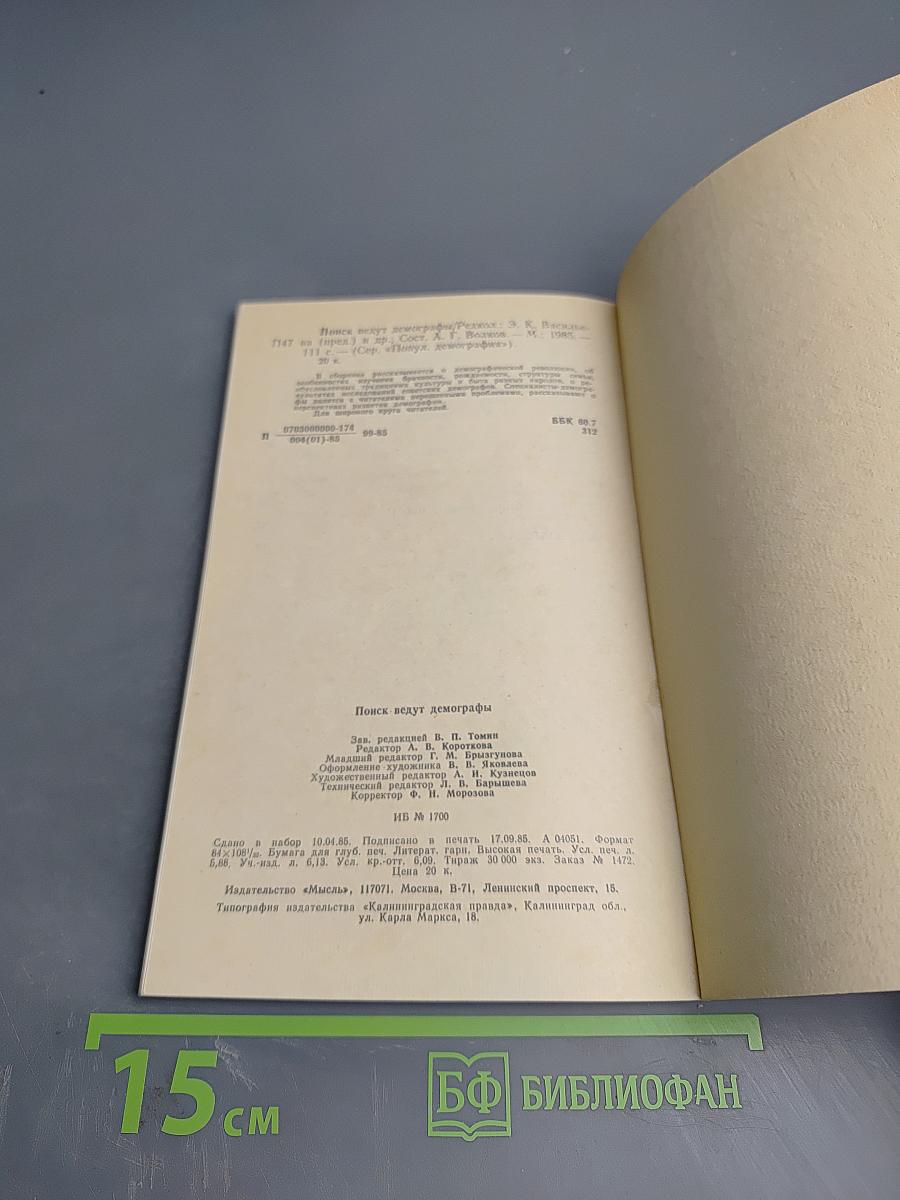 Поиск ведут демографы/Редкол.: Э. К. Василье-
П47 ва (пред.) и др.; Сост. А. Г. Волков. — М.: 1985. —
111 с. — (Сер. «Попул. демография»).
20 к.
В сборнике рассказывается о демографической революции, об
особенностях изучения брачности, рождаемости, структуры семьи,
обусловленных традициями культуры и быта разных народов, о ре-
зультатах исследований советских демографов. Специалисты-демогра-
фы делятся с читателями нерешенными проблемами, рассказывают о
перспективах развития демографии.
Для широкого круга читателей.
П 0703000000-174 99-85
004(01)-85
ББК 60.7
312
Поиск ведут демографы
Зав. редакцией В. П. Томин
Редактор Л. В. Короткова
Младший редактор Г. М. Брызгунова
Оформление художника В. В. Яковлева
Художественный редактор А. И. Кузнецов
Технический редактор Л. В. Барышева
Корректор Ф. Н. Морозова
ИБ № 1700
Сдано в набор 10.04.85. Подписано в печать 17.09.85. А 04051. Формат
84×108¹/₃₂. Бумага для глуб. печ. Литерат. гарн. Высокая печать. Усл. печ. л.
5,88. Уч.-изд. л. 6,13. Усл. кр.-отт. 6,09. Тираж 30 000 экз. Заказ № 1472.
Цена 20 к.
Издательство «Мысль», 117071. Москва, В-71, Ленинский проспект, 15.
Типография издательства «Калининградская правда», Калининград обл.,
ул. Карла Маркса, 18.
15 см
БФ БИБЛИОФАН